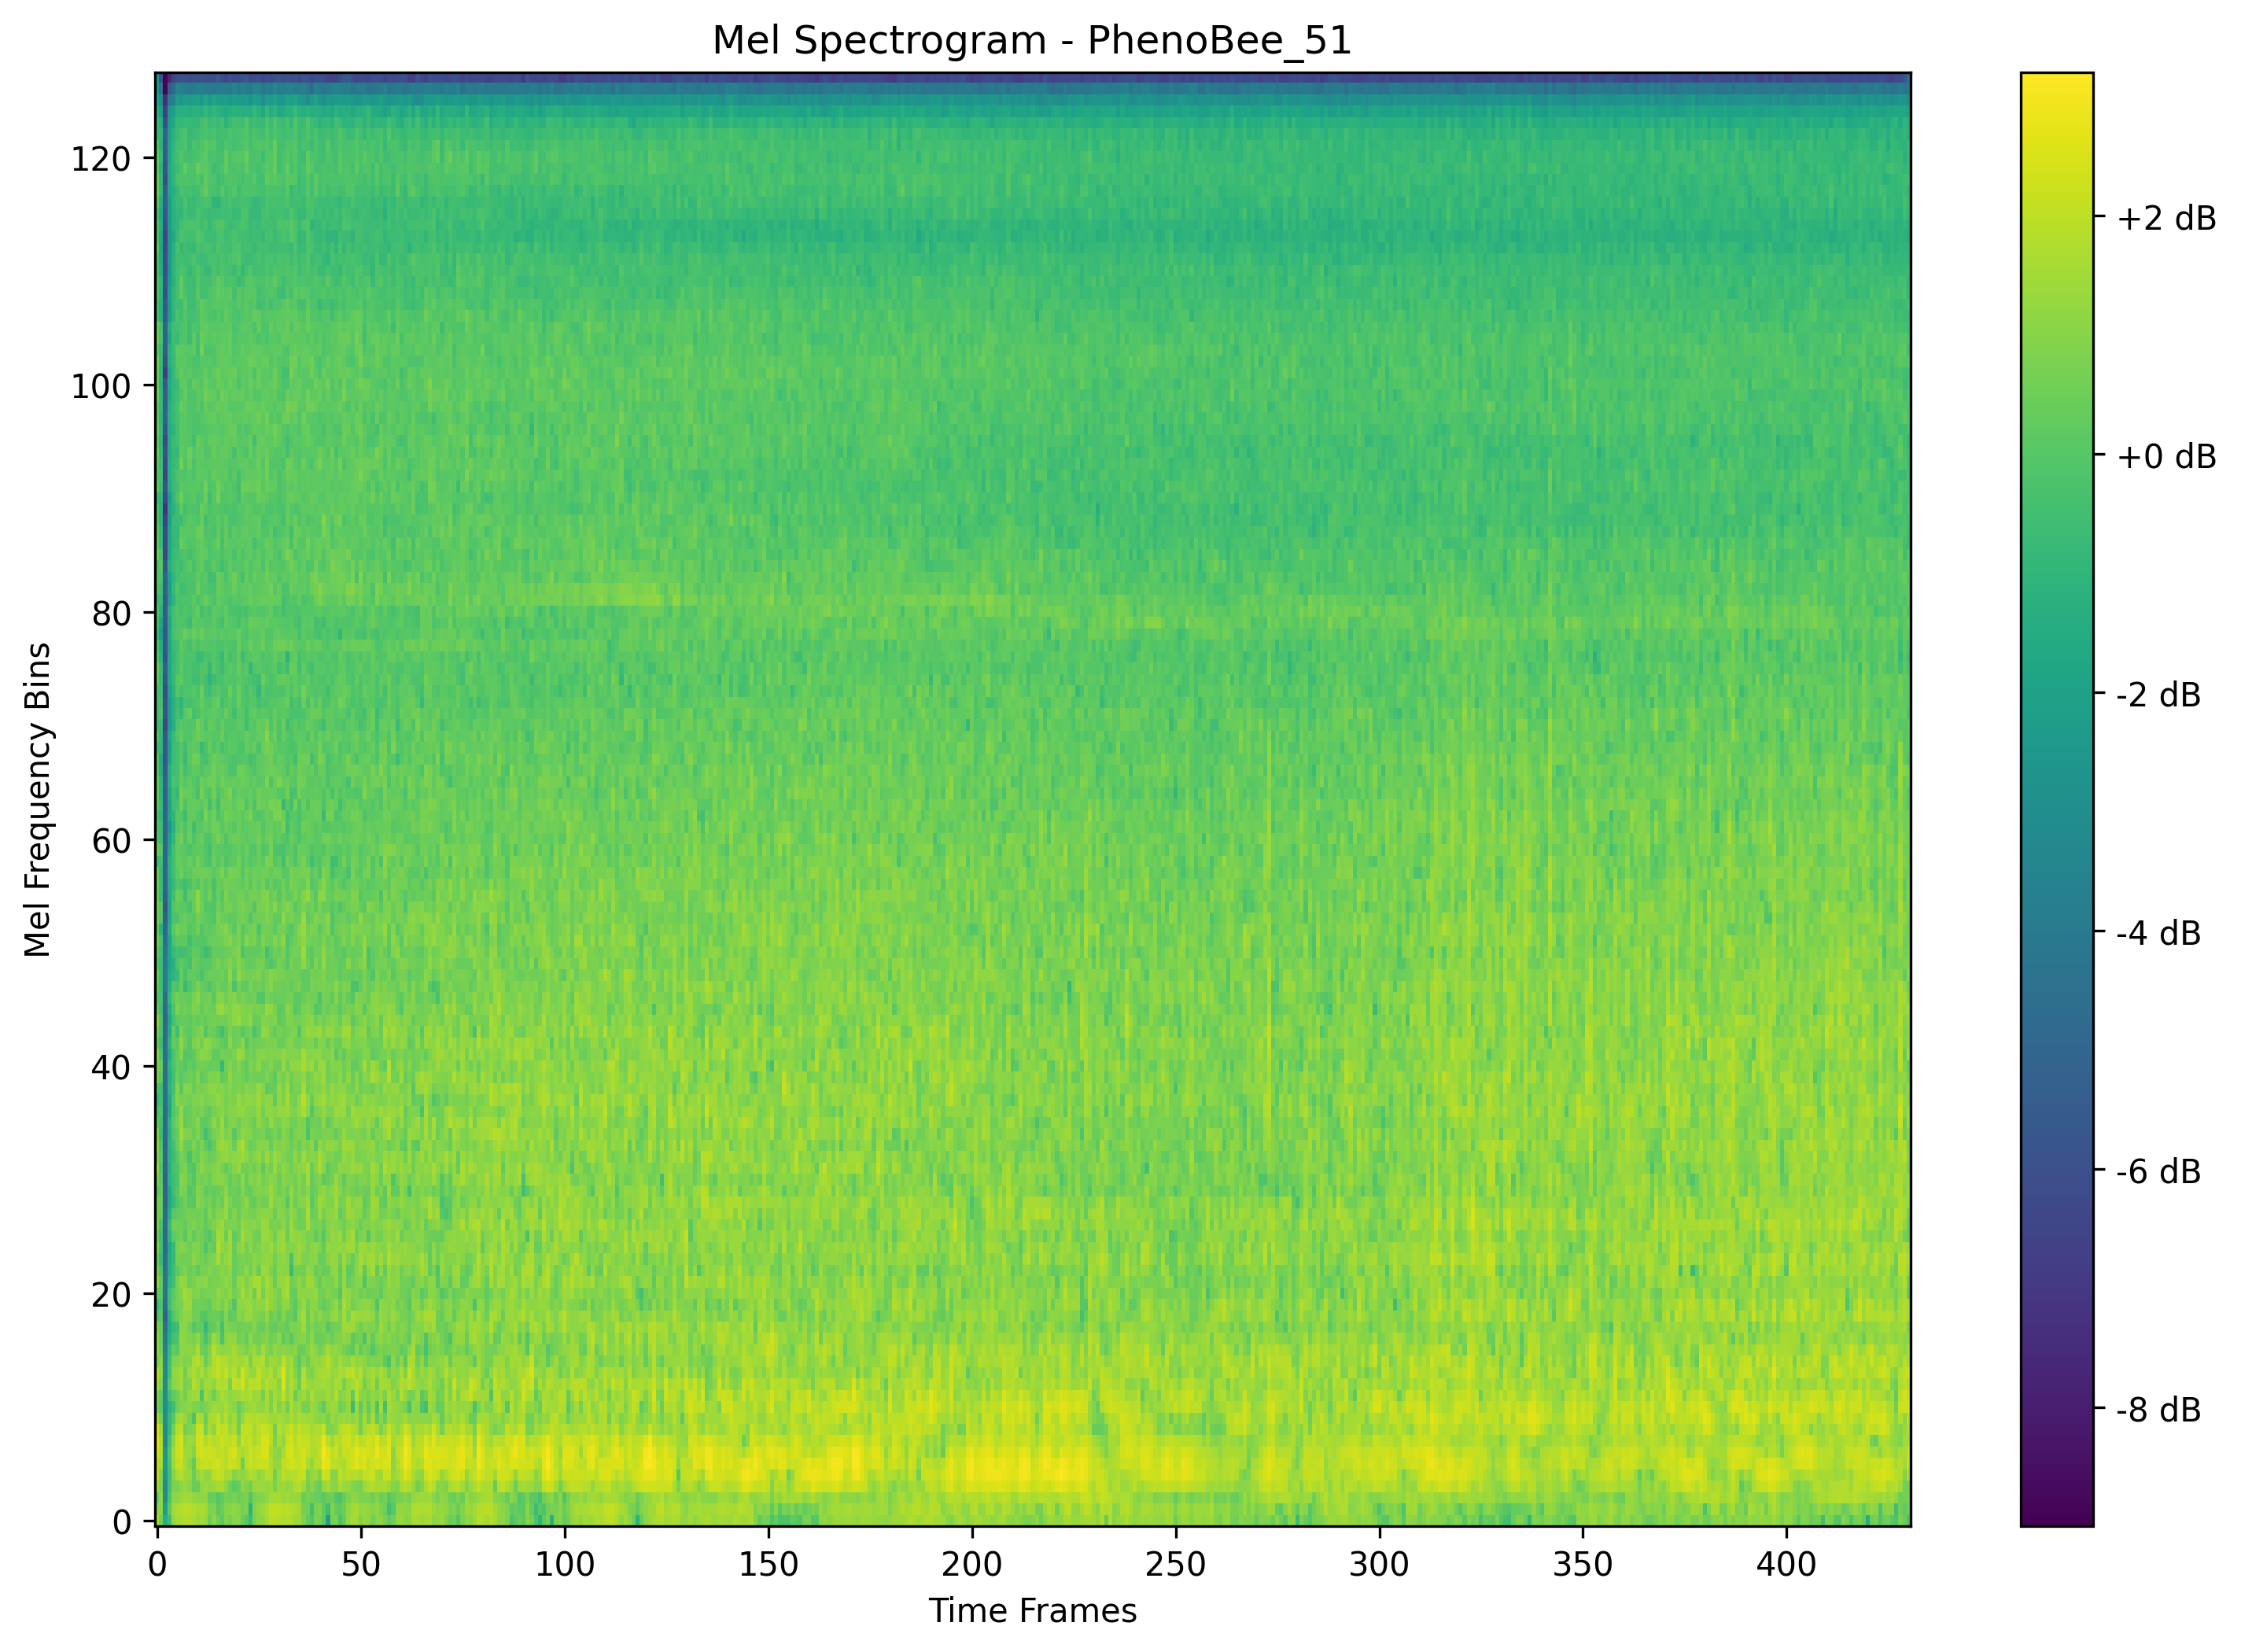 Mel Spectrogram - PhenoBee_51
Mel Frequency Bins
120
100
80
60
40
20
0
0 50 100 150 200 250 300 350 400
Time Frames
+2 dB
+0 dB
-2 dB
-4 dB
-6 dB
-8 dB